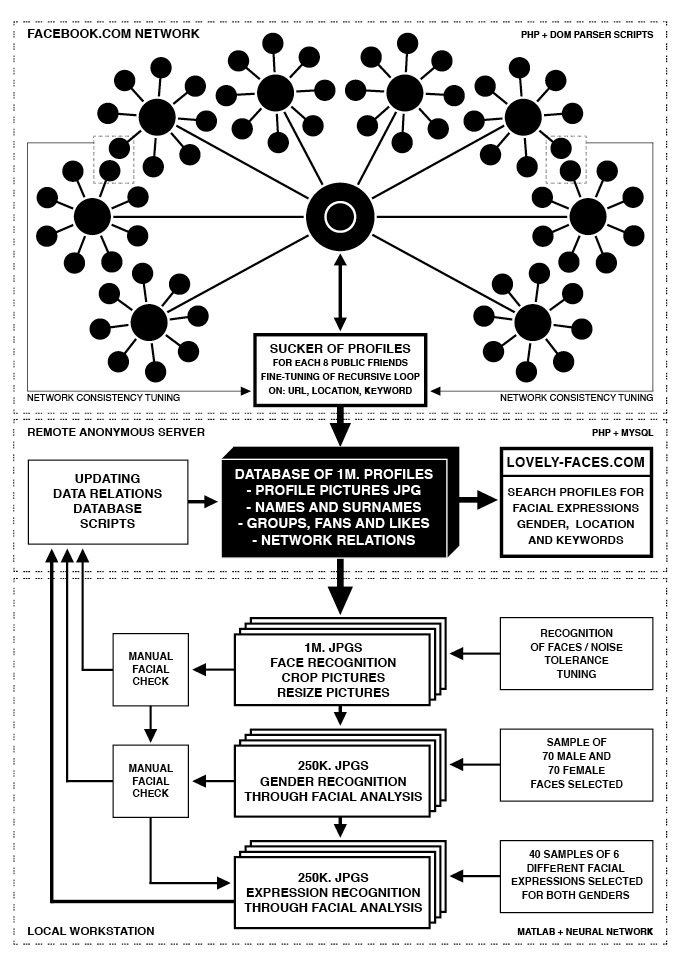 FACEBOOK.COM NETWORK
PHP + DOM PARSER SCRIPTS
SUCKER OF PROFILES
FOR EACH 8 PUBLIC FRIENDS
FINE-TUNING OF RECURSIVE LOOP
ON: URL, LOCATION, KEYWORD
NETWORK CONSISTENCY TUNING
NETWORK CONSISTENCY TUNING
REMOTE ANONYMOUS SERVER
PHP + MYSQL
UPDATING
DATA RELATIONS
DATABASE
SCRIPTS
DATABASE OF 1M. PROFILES
- PROFILE PICTURES JPG
- NAMES AND SURNAMES
- GROUPS, FANS AND LIKES
- NETWORK RELATIONS
LOVELY-FACES.COM
SEARCH PROFILES FOR
FACIAL EXPRESSIONS
GENDER, LOCATION
AND KEYWORDS
MANUAL
FACIAL
CHECK
1M. JPGS
FACE RECOGNITION
CROP PICTURES
RESIZE PICTURES
RECOGNITION
OF FACES / NOISE
TOLERANCE
TUNING
MANUAL
FACIAL
CHECK
250K. JPGS
GENDER RECOGNITION
THROUGH FACIAL ANALYSIS
SAMPLE OF
70 MALE AND
70 FEMALE
FACES SELECTED
250K. JPGS
EXPRESSION RECOGNITION
THROUGH FACIAL ANALYSIS
40 SAMPLES OF 6
DIFFERENT FACIAL
EXPRESSIONS SELECTED
FOR BOTH GENDERS
LOCAL WORKSTATION
MATLAB + NEURAL NETWORK